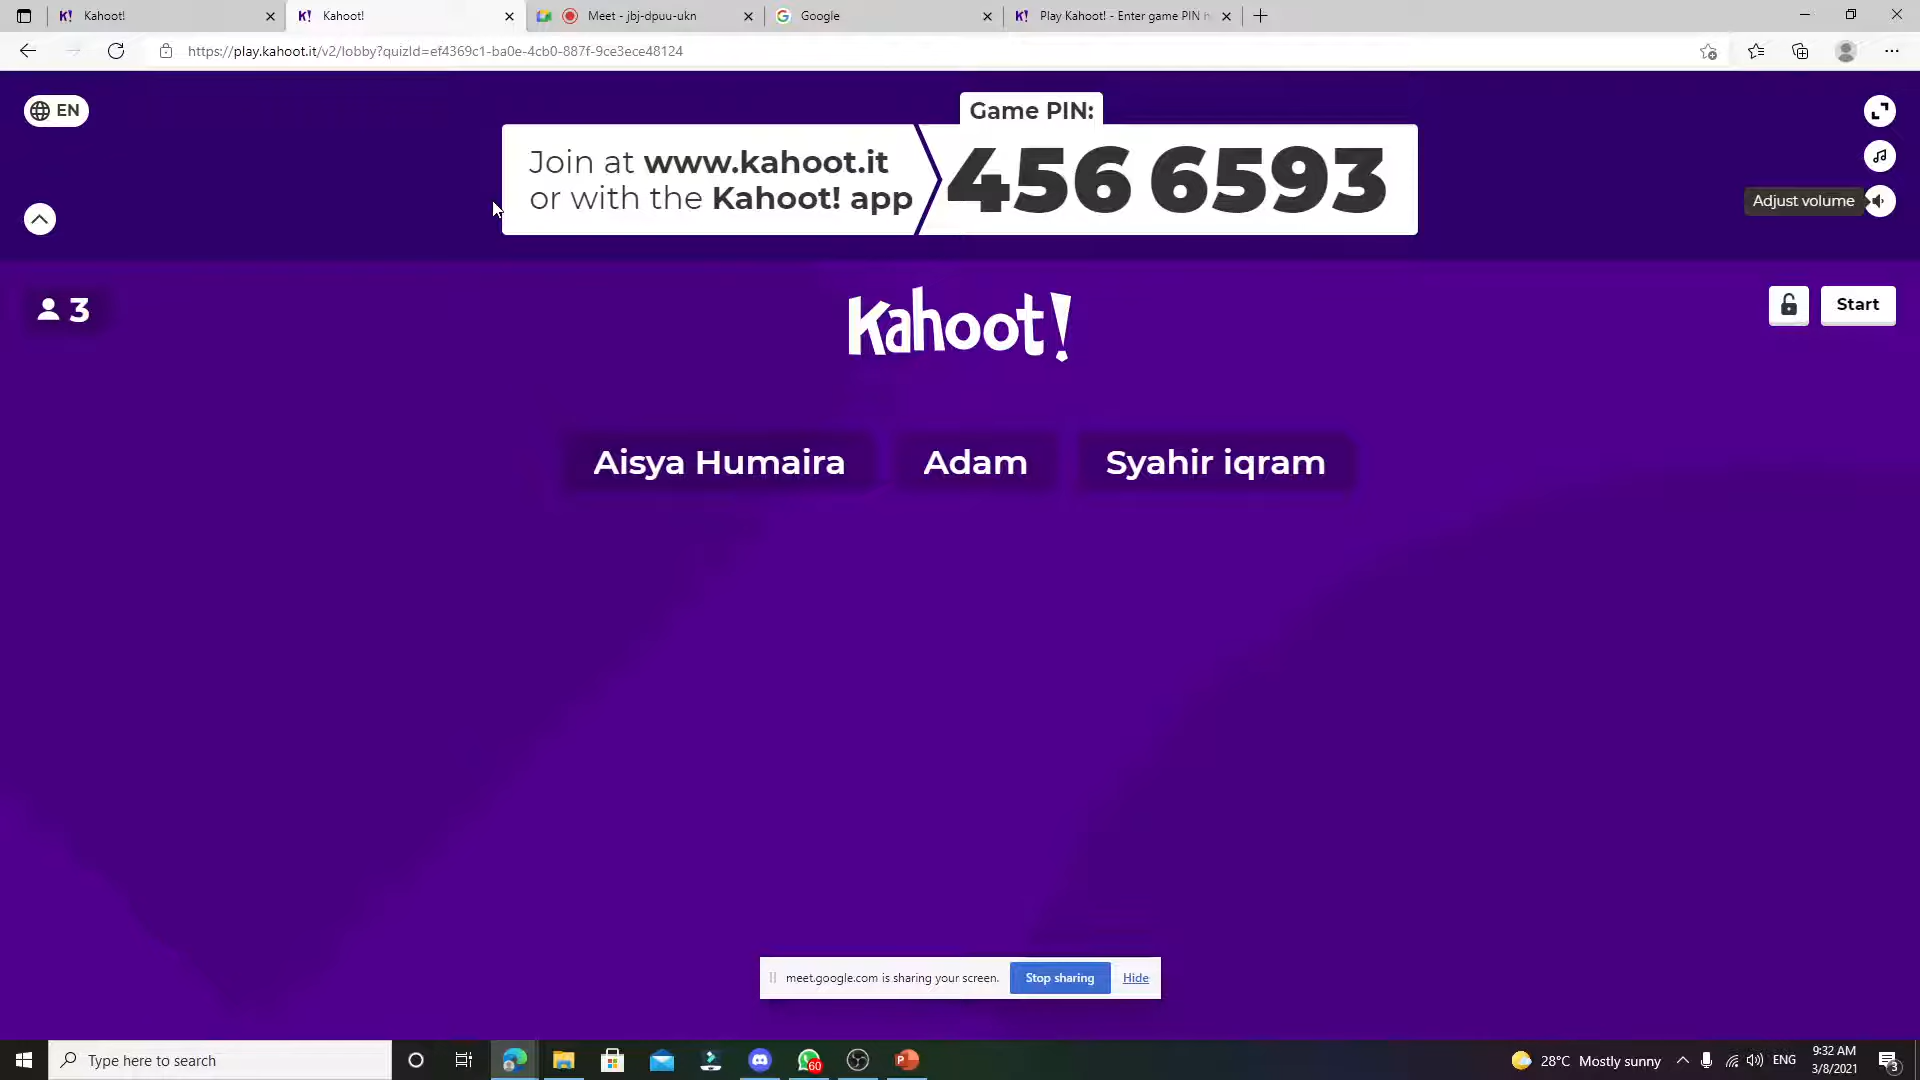 Kahoot!
Kahoot!
Meet - jbj-dpuu-ukn
Google
Play Kahoot! - Enter game PIN
https://play.kahoot.it/v2/lobby?quizId=ef4369c1-ba0e-4cb0-887f-9ce3ece48124
EN
Game PIN:
Join at www.kahoot.it
or with the Kahoot! app
456 6593
Adjust volume
3
Kahoot!
Start
Aisya Humaira
Adam
Syahir iqram
meet.google.com is sharing your screen.
Stop sharing
Hide
Type here to search
60
28°C Mostly sunny
ENG
9:32 AM
3/8/2021
3